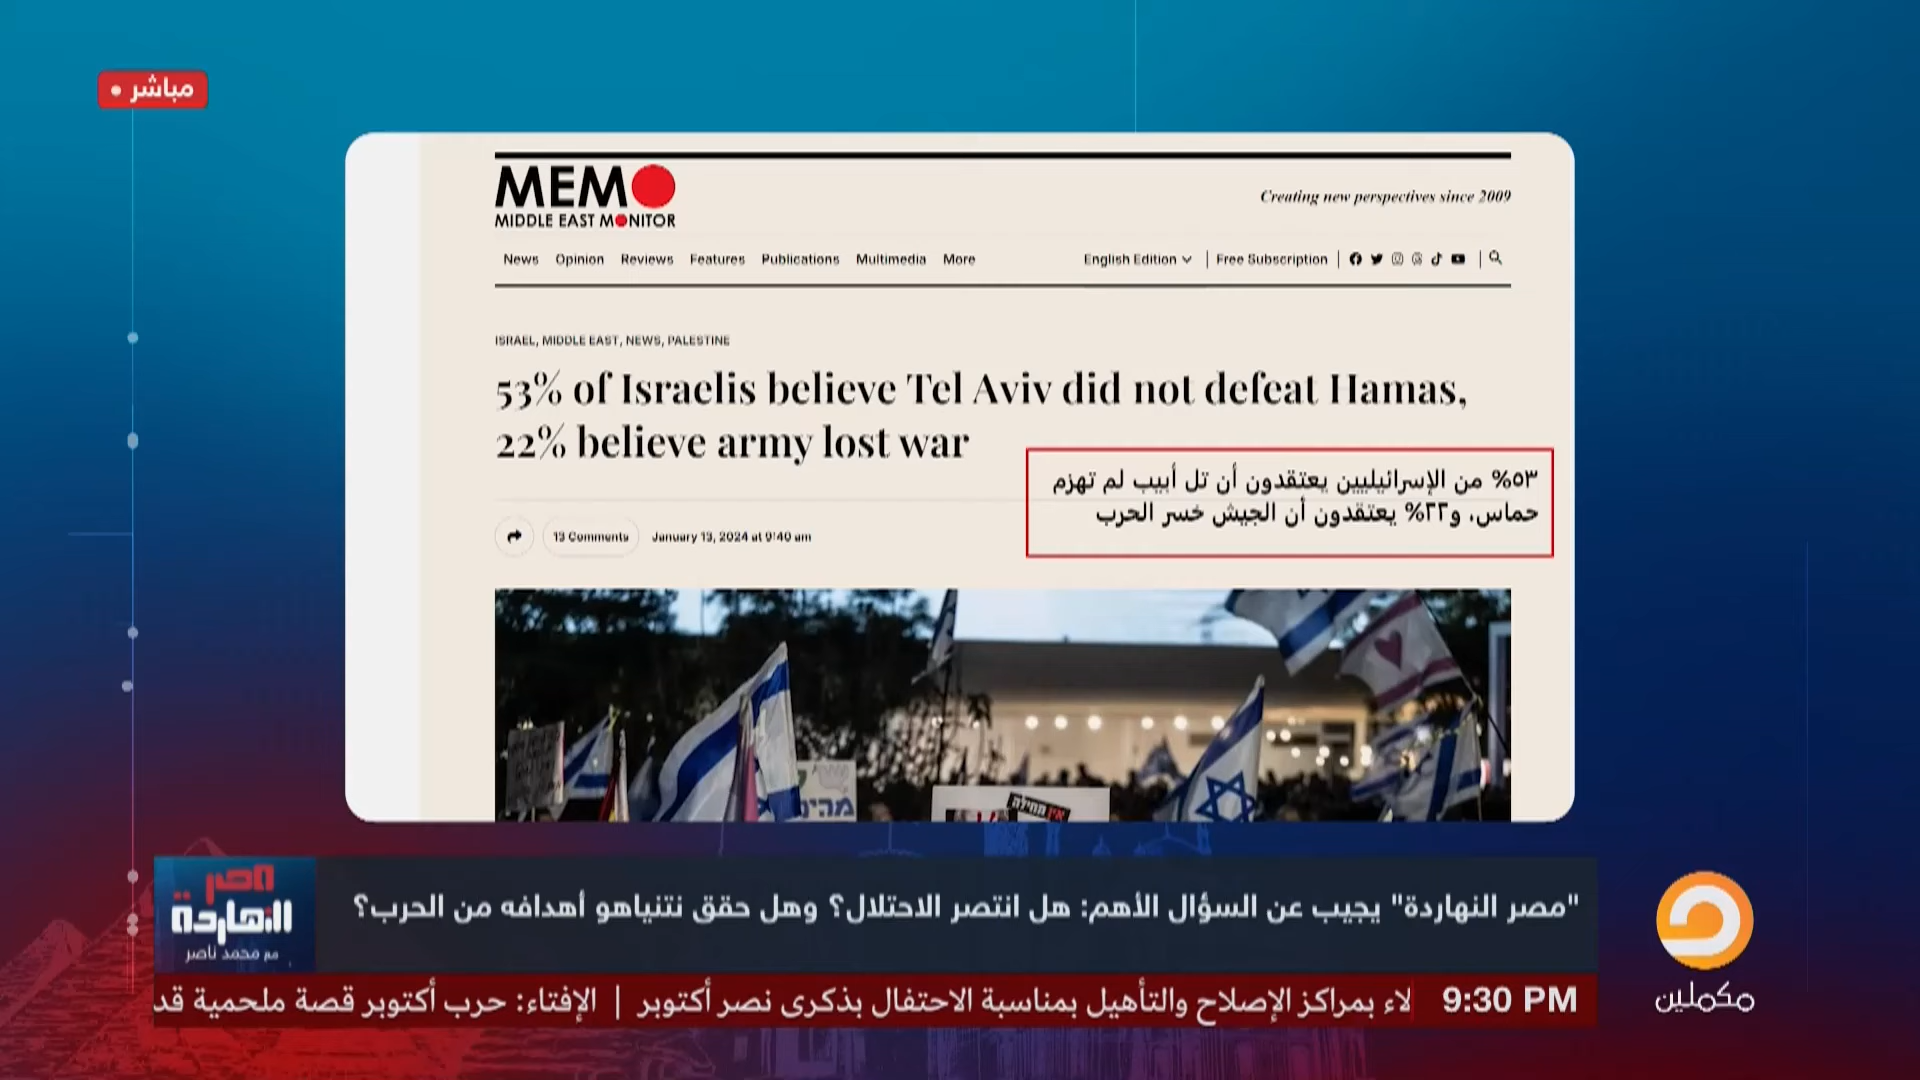 مباشر
MEMO
MIDDLE EAST MONITOR
Creating new perspectives since 2009
News Opinion Reviews Features Publications Multimedia More English Edition Free Subscription
ISRAEL, MIDDLE EAST, NEWS, PALESTINE
53% of Israelis believe Tel Aviv did not defeat Hamas,
22% believe army lost war
٥٣% من الإسرائيليين يعتقدون أن تل أبيب لم تهزم
حماس، و٢٢% يعتقدون أن الجيش خسر الحرب
13 Comments January 13, 2024 at 9:40 am
אין מחילה
مصر
النهاردة
مع محمد ناصر
"مصر النهاردة" يجيب عن السؤال الأهم: هل انتصر الاحتلال؟ وهل حقق نتنياهو أهدافه من الحرب؟
9:30 PM
لاء بمراكز الإصلاح والتأهيل بمناسبة الاحتفال بذكرى نصر أكتوبر | الإفتاء: حرب أكتوبر قصة ملحمية قد
مكملين